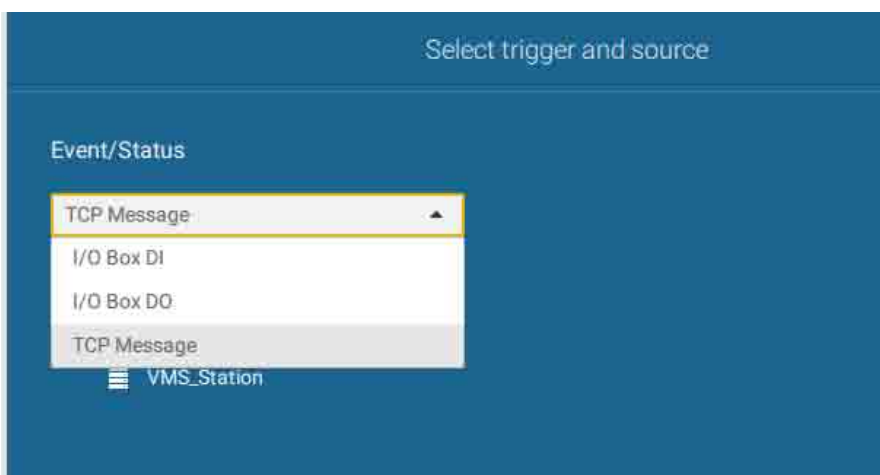 Select trigger and source
Event/Status
TCP Message
I/O Box DI
I/O Box DO
TCP Message
VMS_Station